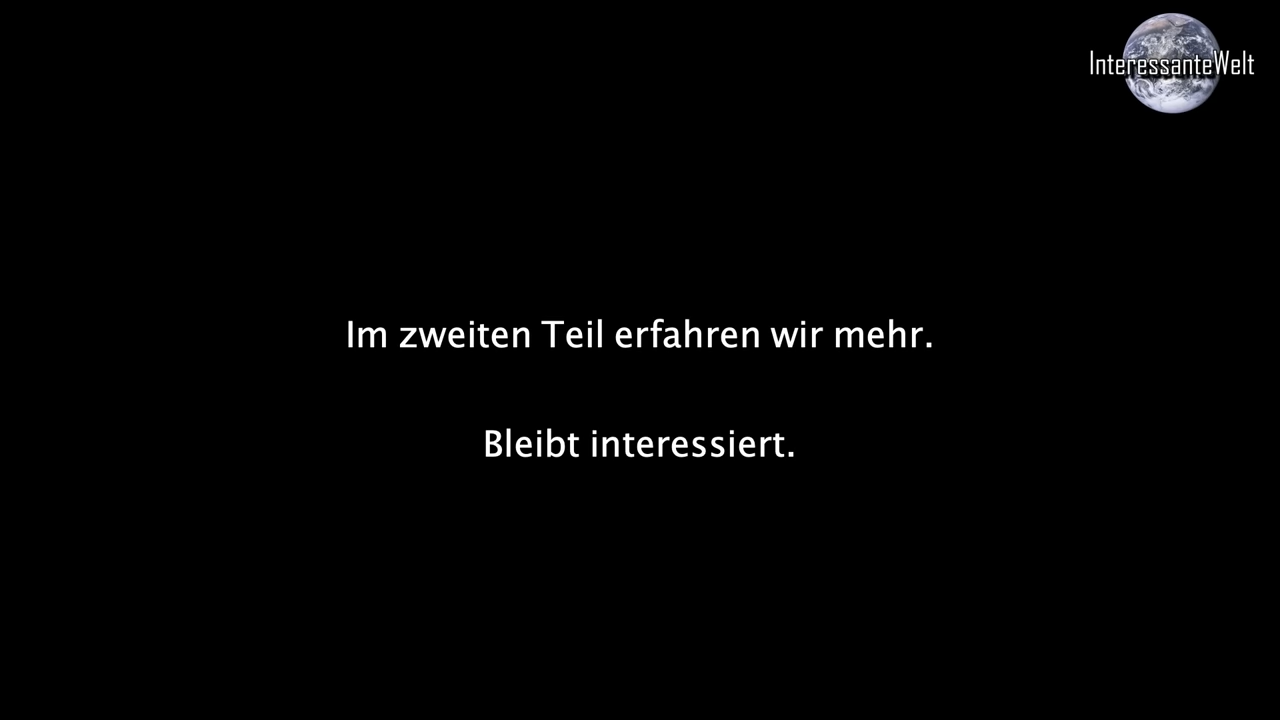 InteressanteWelt
Im zweiten Teil erfahren wir mehr.
Bleibt interessiert.